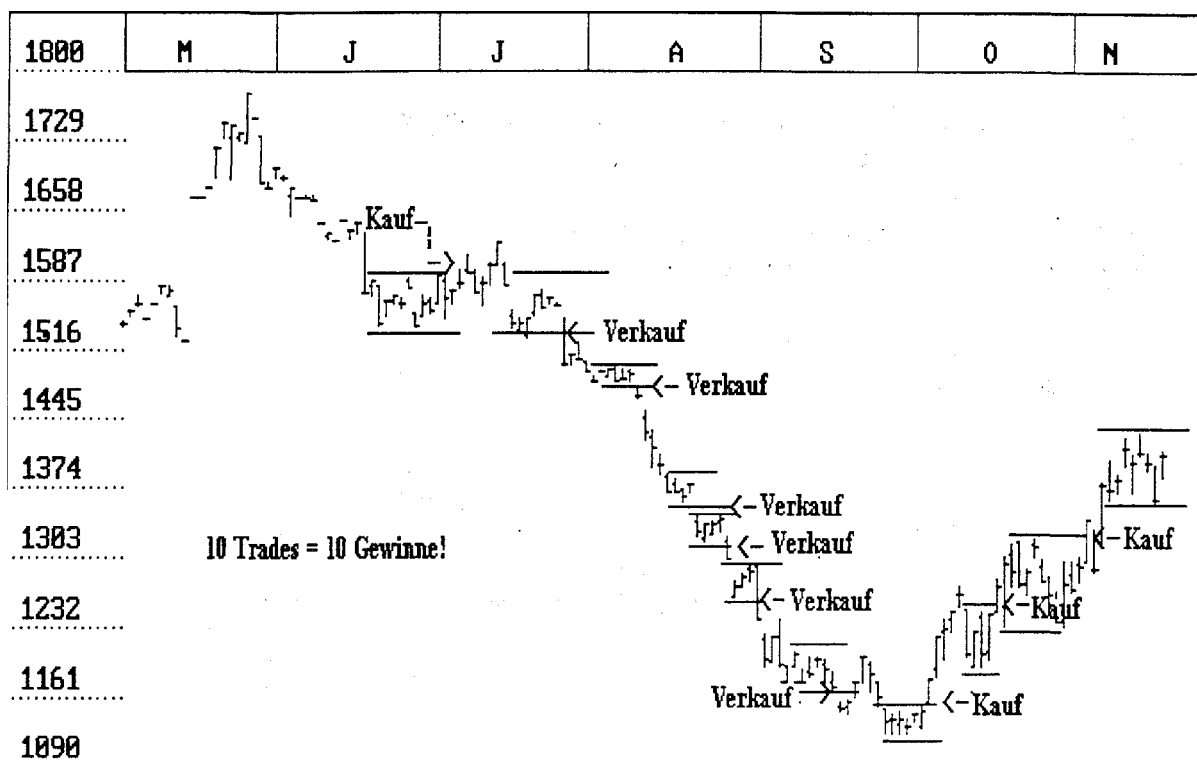 1800 M J J A S O N
1729
1658
Kauf
1587
1516 Verkauf
Verkauf
1445
1374
Verkauf
1303 10 Trades = 10 Gewinne! Verkauf Kauf
Verkauf Kauf
1232
1161
Verkauf Kauf
1090